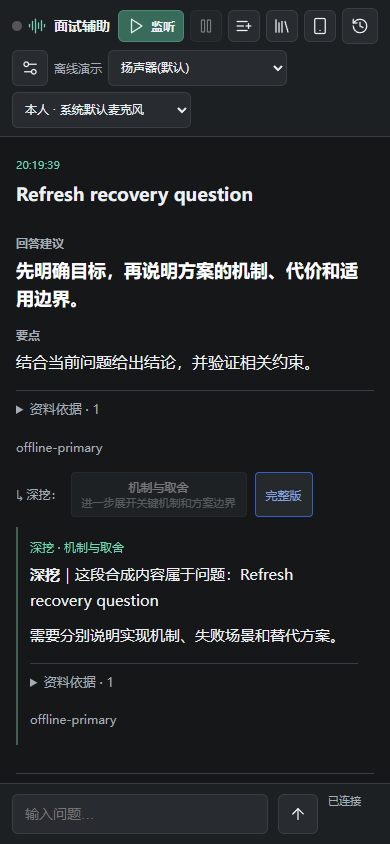 面试辅助 监听
离线演示 扬声器(默认)
本人 · 系统默认麦克风
20:19:39
Refresh recovery question
回答建议
先明确目标，再说明方案的机制、代价和适
用边界。
要点
结合当前问题给出结论，并验证相关约束。
▶ 资料依据 · 1
offline-primary
↳ 深挖：
机制与取舍
进一步展开关键机制和方案边界
完整版
深挖 · 机制与取舍
深挖｜这段合成内容属于问题：Refresh
recovery question
需要分别说明实现机制、失败场景和替代方案。
▶ 资料依据 · 1
offline-primary
输入问题...
已连接